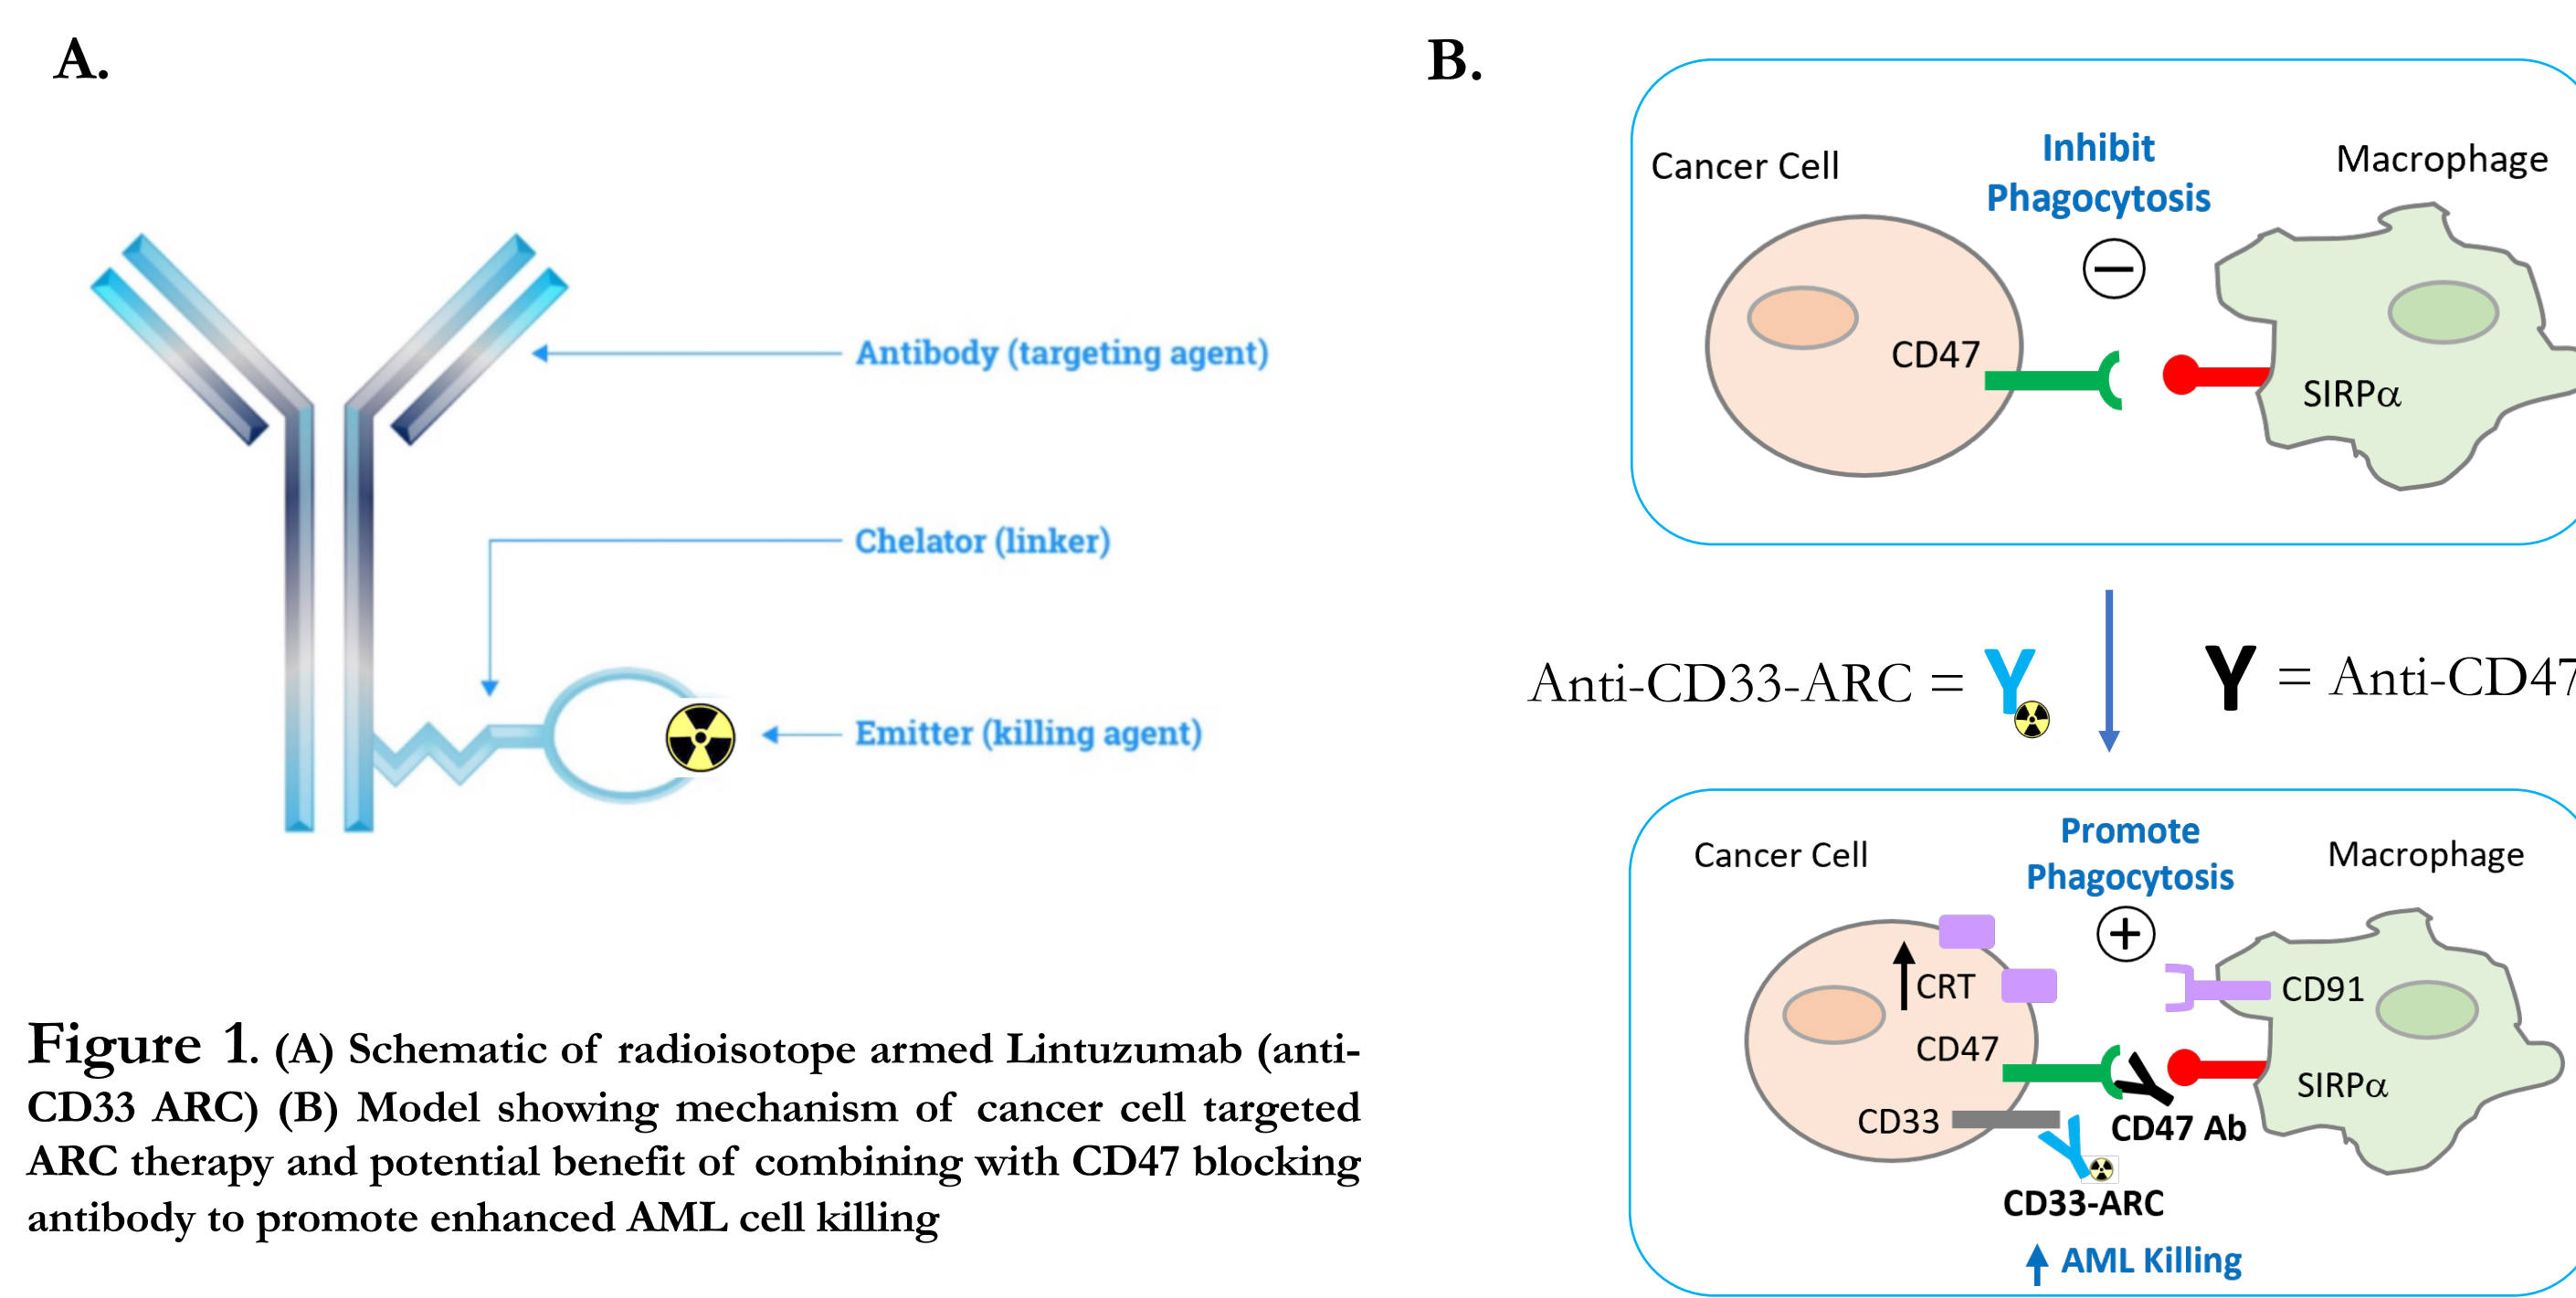 A.
Antibody (targeting agent)
Chelator (linker)
Emitter (killing agent)
Figure 1. (A) Schematic of radioisotope armed Lintuzumab (anti-
CD33 ARC) (B) Model showing mechanism of cancer cell targeted
ARC therapy and potential benefit of combining with CD47 blocking
antibody to promote enhanced AML cell killing
B.
Cancer Cell
Inhibit
Phagocytosis
Macrophage
CD47
SIRPα
Anti-CD33-ARC =
= Anti-CD47
Cancer Cell
Promote
Phagocytosis
Macrophage
CRT
CD91
CD47
SIRPα
CD33
CD47 Ab
CD33-ARC
AML Killing